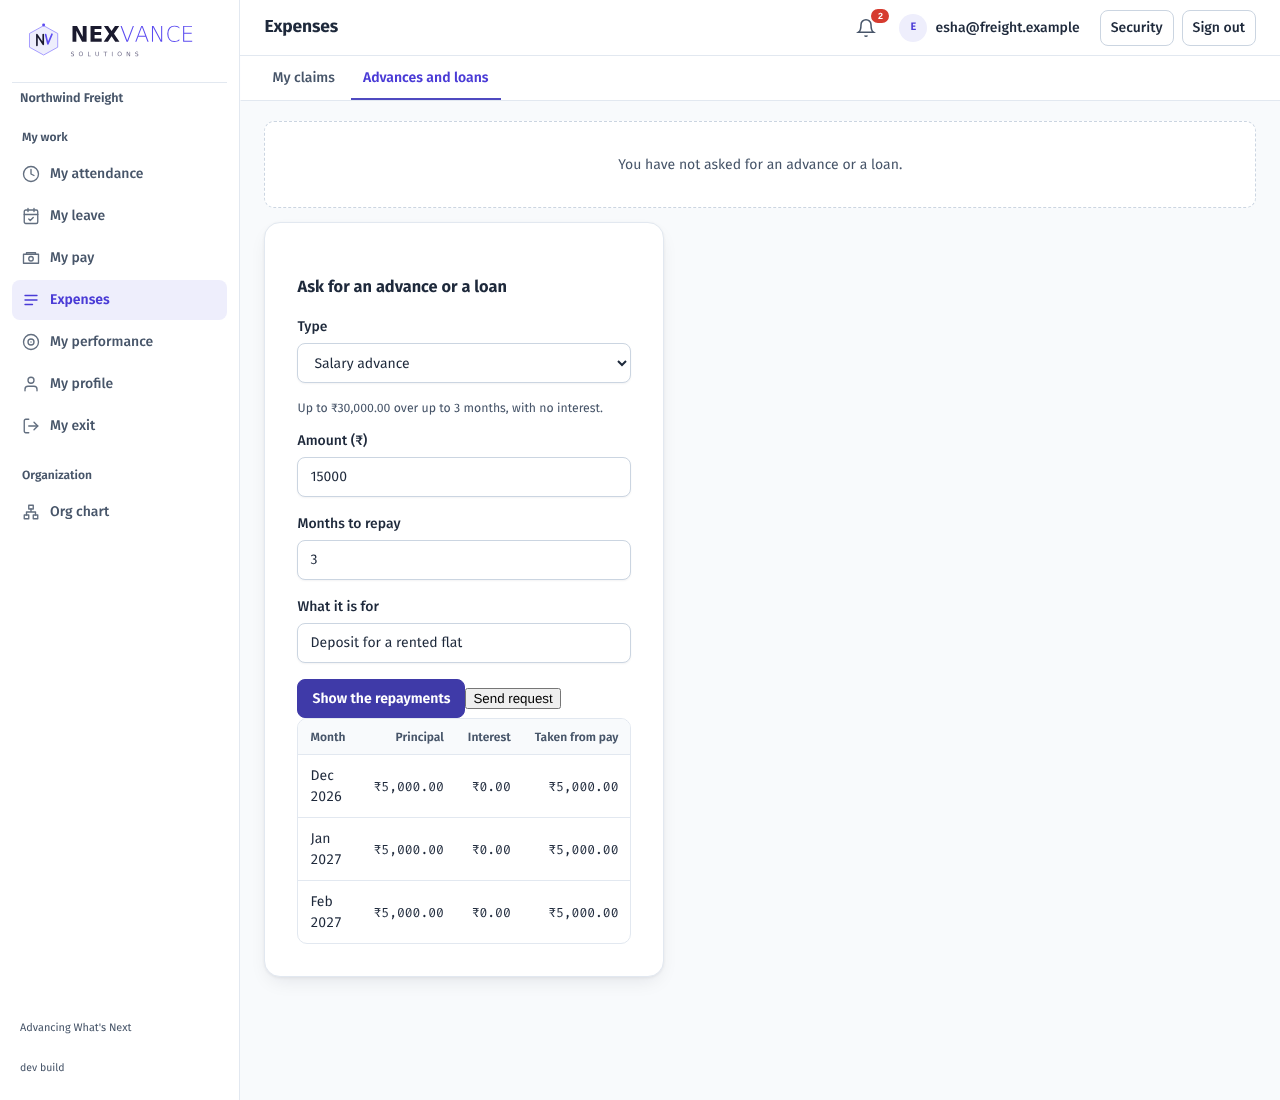 NV NEXVANCE
SOLUTIONS
Northwind Freight
My work
My attendance
My leave
My pay
Expenses
My performance
My profile
My exit
Organization
Org chart
Advancing What's Next
dev build
Expenses
2
E
esha@freight.example
Security
Sign out
My claims
Advances and loans
You have not asked for an advance or a loan.
Ask for an advance or a loan
Type
Salary advance
Up to ₹30,000.00 over up to 3 months, with no interest.
Amount (₹)
15000
Months to repay
3
What it is for
Deposit for a rented flat
Show the repayments
Send request
Month Principal Interest Taken from pay
Dec
2026 ₹5,000.00 ₹0.00 ₹5,000.00
Jan
2027 ₹5,000.00 ₹0.00 ₹5,000.00
Feb
2027 ₹5,000.00 ₹0.00 ₹5,000.00